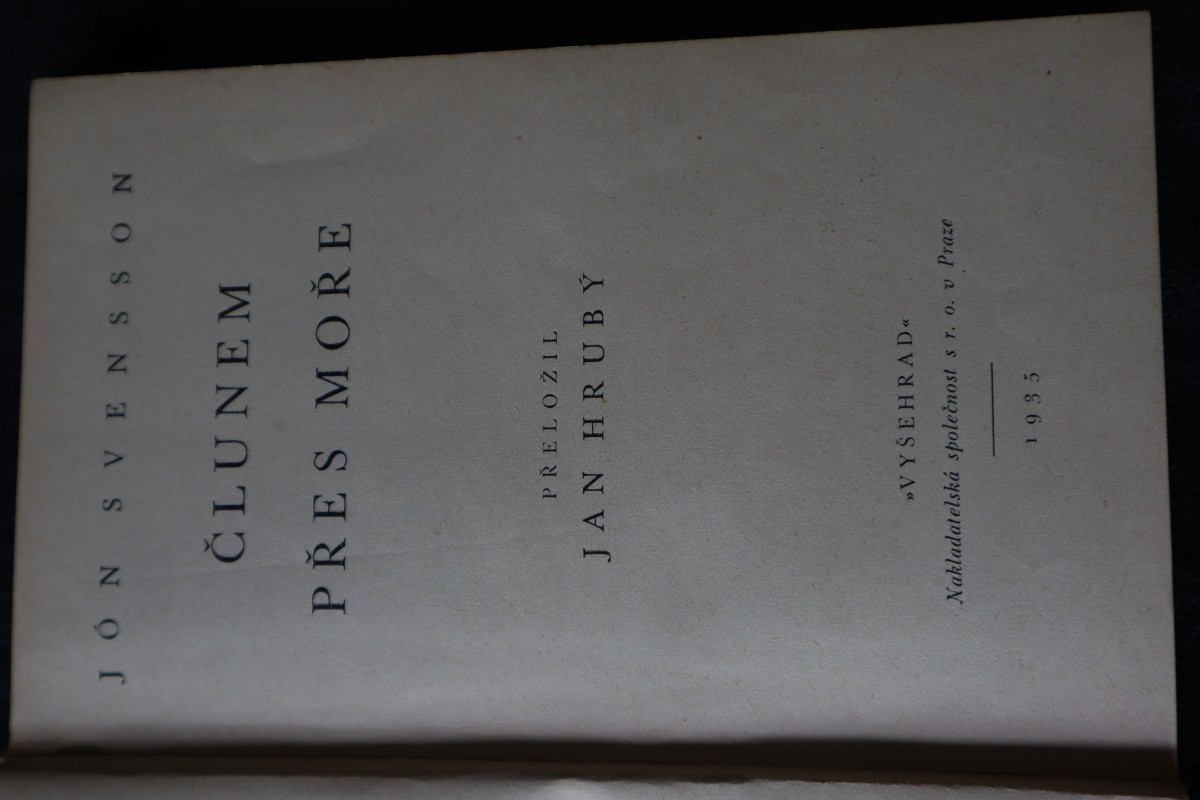 JÓN SVENSSON
ČLUNEM
PŘES MOŘE
PŘELOŽIL
JAN HRUBÝ
»VYŠEHRAD«
Nakladatelská společnost s r. o. v Praze
1935